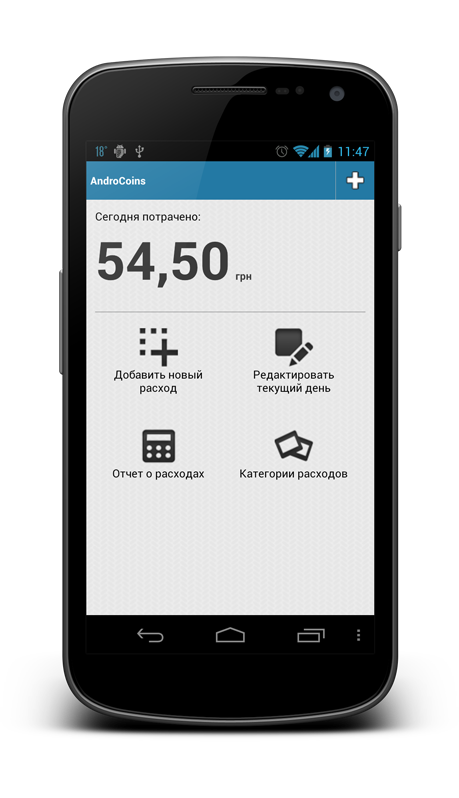 18° 11:47
AndroCoins
Сегодня потрачено:
54,50 грн
Добавить новый
расход
Редактировать
текущий день
Отчет о расходах
Категории расходов